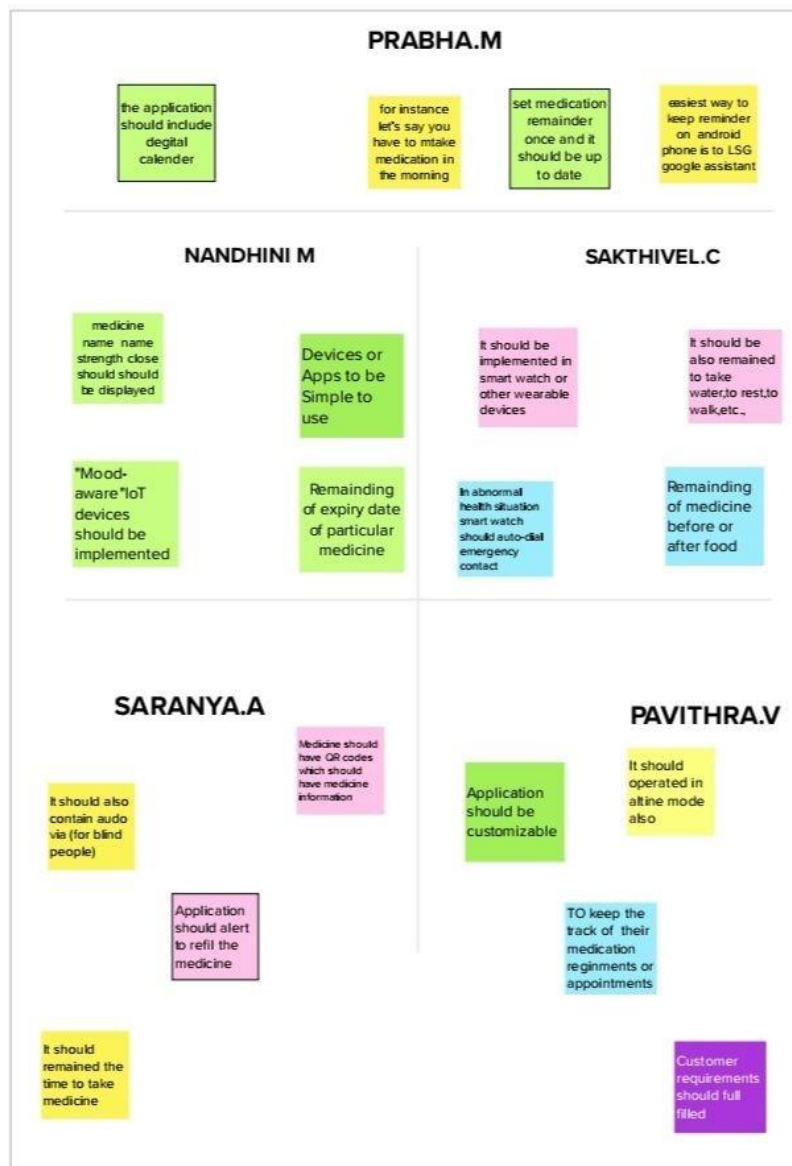 PRABHA.M
the application
should include
degital
calender
for instance
let's say you
have to mtake
medication in
the morning
set medication
remainder
once and it
should be up
to date
easiest way to
keep reminder
on android
phone is to LSG
google assistant
NANDHINI M
medicine
name name
strength close
should should
be displayed
Devices or
Apps to be
Simple to
use
"Mood-
aware"IoT
devices
should be
implemented
Remainding
of expiry date
of particular
medicine
SAKTHIVEL.C
It should be
implemented in
smart watch or
other wearable
devices
It should be
also remained
to take
water,to rest,to
walk,etc.,
In abnormal
health situation
smart watch
should auto-dial
emergency
contact
Remainding
of medicine
before or
after food
SARANYA.A
Medicine should
have QR codes
which should
have medicine
information
It should also
contain audo
via (for blind
people)
Application
should alert
to refil the
medicine
It should
remained the
time to take
medicine
PAVITHRA.V
Application
should be
customizable
It should
operated in
altine mode
also
TO keep the
track of their
medication
reginments or
appointments
Customer
requirements
should full
filled